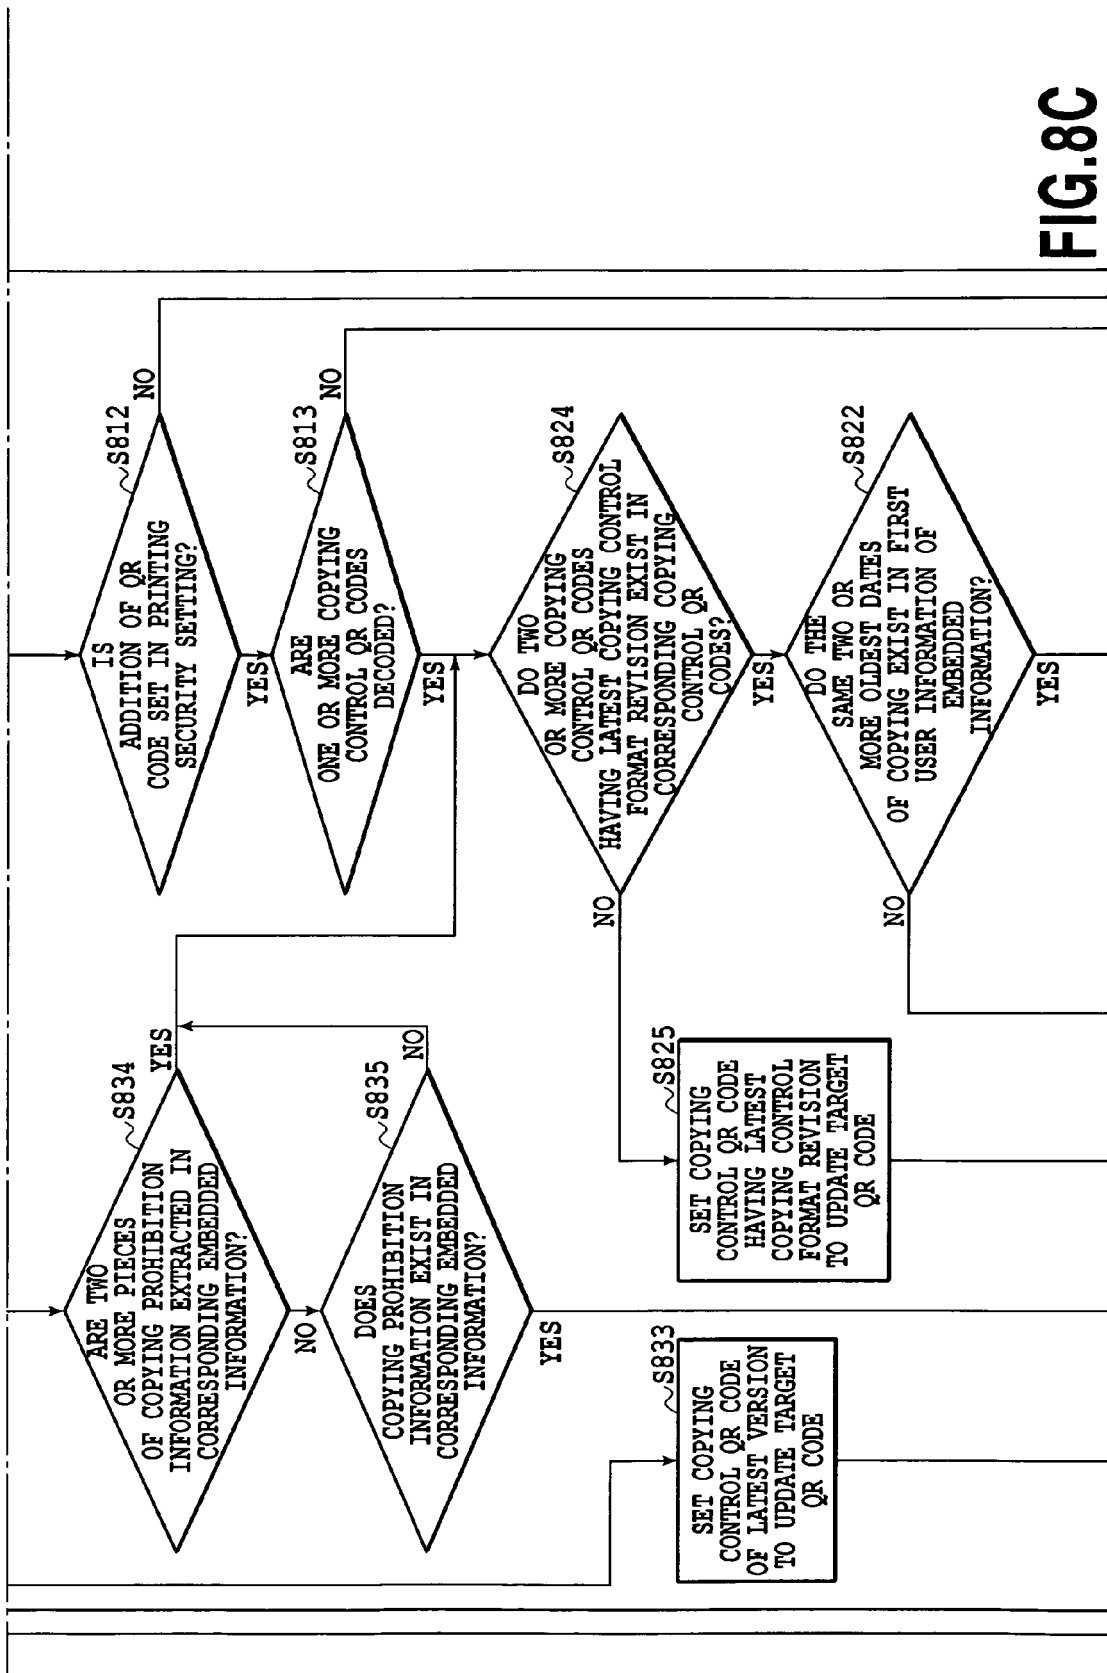 S834
ARE TWO
OR MORE PIECES
OF COPYING PROHIBITION
INFORMATION EXTRACTED IN
CORRESPONDING EMBEDDED
INFORMATION?
YES
NO
S835
DOES
COPYING PROHIBITION
INFORMATION EXIST IN
CORRESPONDING EMBEDDED
INFORMATION?
NO
YES
S833
SET COPYING
CONTROL QR CODE
OF LATEST VERSION
TO UPDATE TARGET
QR CODE
S825
SET COPYING
CONTROL QR CODE
HAVING LATEST
COPYING CONTROL
FORMAT REVISION
TO UPDATE TARGET
QR CODE
S812
IS
ADDITION OF QR
CODE SET IN PRINTING
SECURITY SETTING?
NO
YES
S813
ARE
ONE OR MORE COPYING
CONTROL QR CODES
DECODED?
NO
YES
S824
DO TWO
OR MORE COPYING
CONTROL QR CODES
HAVING LATEST COPYING CONTROL
FORMAT REVISION EXIST IN
CORRESPONDING COPYING
CONTROL QR
CODES?
NO
YES
S822
DO THE
SAME TWO OR
MORE OLDEST DATES
OF COPYING EXIST IN FIRST
USER INFORMATION OF
EMBEDDED
INFORMATION?
NO
YES
FIG.8C